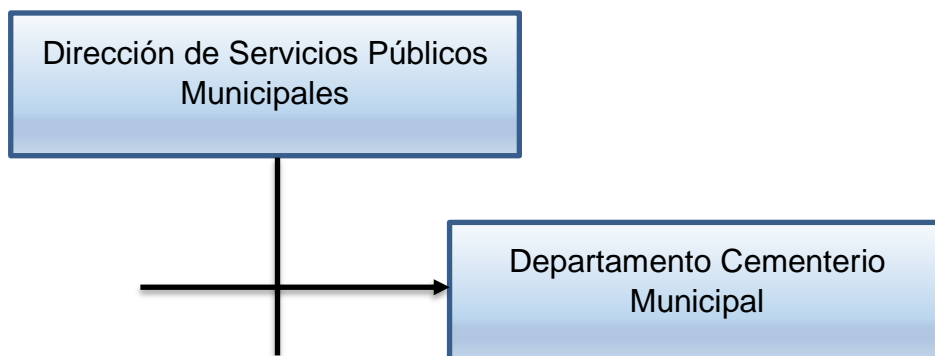 Dirección de Servicios Públicos
Municipales
Departamento Cementerio
Municipal